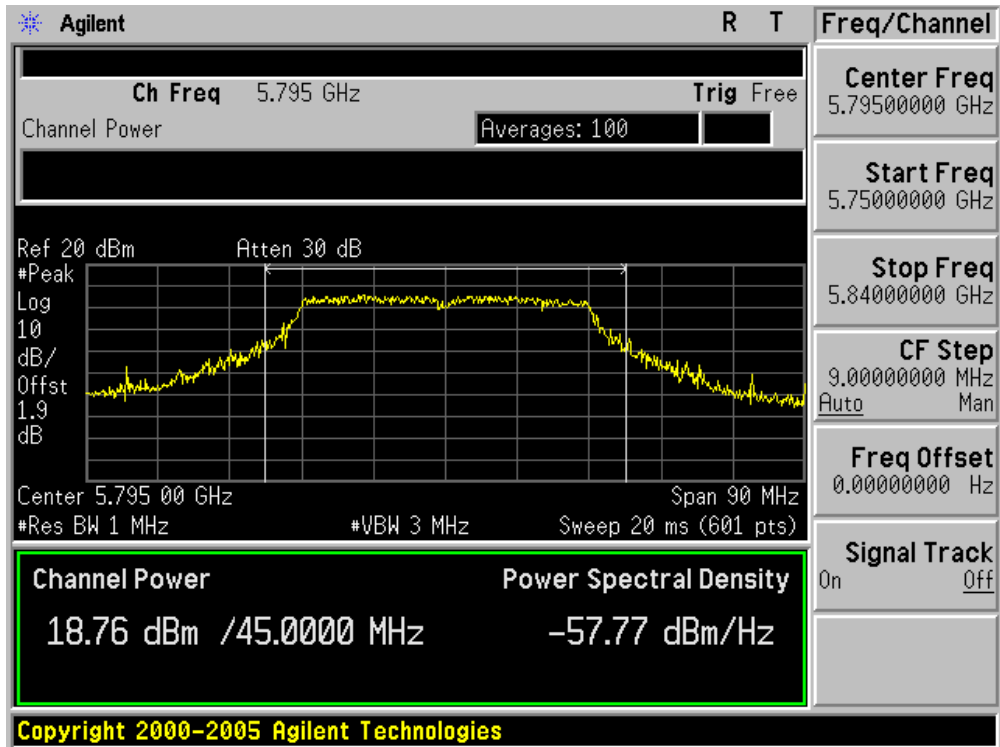 Agilent R T
Freq/Channel
Ch Freq 5.795 GHz Trig Free
Channel Power Averages: 100
Ref 20 dBm Atten 30 dB
#Peak
Log
10
dB/
Offst
1.9
dB
Center 5.795 00 GHz Span 90 MHz
#Res BW 1 MHz #VBW 3 MHz Sweep 20 ms (601 pts)
Channel Power Power Spectral Density
18.76 dBm /45.0000 MHz -57.77 dBm/Hz
Center Freq
5.79500000 GHz
Start Freq
5.75000000 GHz
Stop Freq
5.84000000 GHz
CF Step
9.00000000 MHz
Auto Man
Freq Offset
0.00000000 Hz
Signal Track
On Off
Copyright 2000-2005 Agilent Technologies